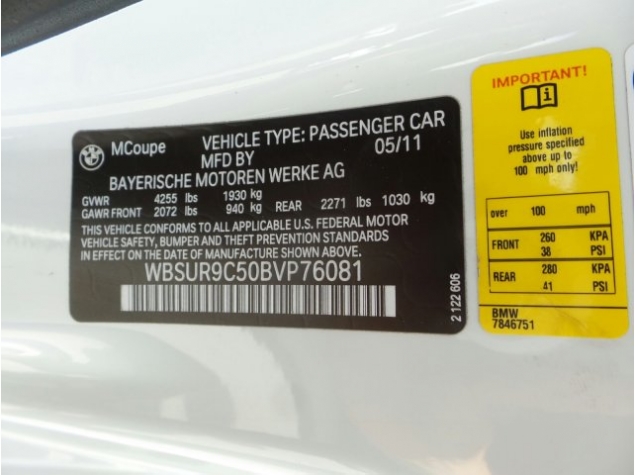 BMW
MCoupe
VEHICLE TYPE: PASSENGER CAR
MFD BY 05/11
BAYERISCHE MOTOREN WERKE AG
GVWR 4255 lbs 1930 kg
GAWR FRONT 2072 lbs 940 kg REAR 2271 lbs 1030 kg
THIS VEHICLE CONFORMS TO ALL APPLICABLE U.S. FEDERAL MOTOR
VEHICLE SAFETY, BUMPER AND THEFT PREVENTION STANDARDS
IN EFFECT ON THE DATE OF MANUFACTURE SHOWN ABOVE.
WBSUR9C50BVP76081
2 122 606
IMPORTANT!
i
Use inflation
pressure specified
above up to
100 mph only!
over 100 mph
FRONT 260 KPA
38 PSI
REAR 280 KPA
41 PSI
BMW
7846751